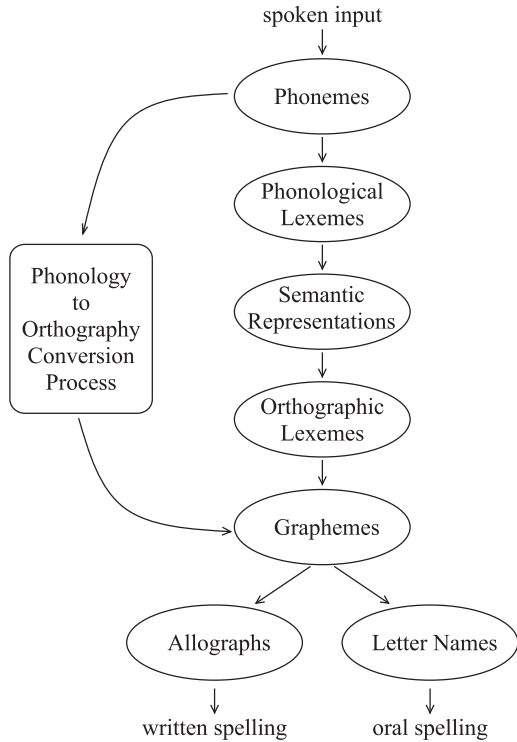 spoken input
Phonemes
Phonological
Lexemes
Phonology
to
Orthography
Conversion
Process
Semantic
Representations
Orthographic
Lexemes
Graphemes
Allographs
Letter Names
written spelling
oral spelling